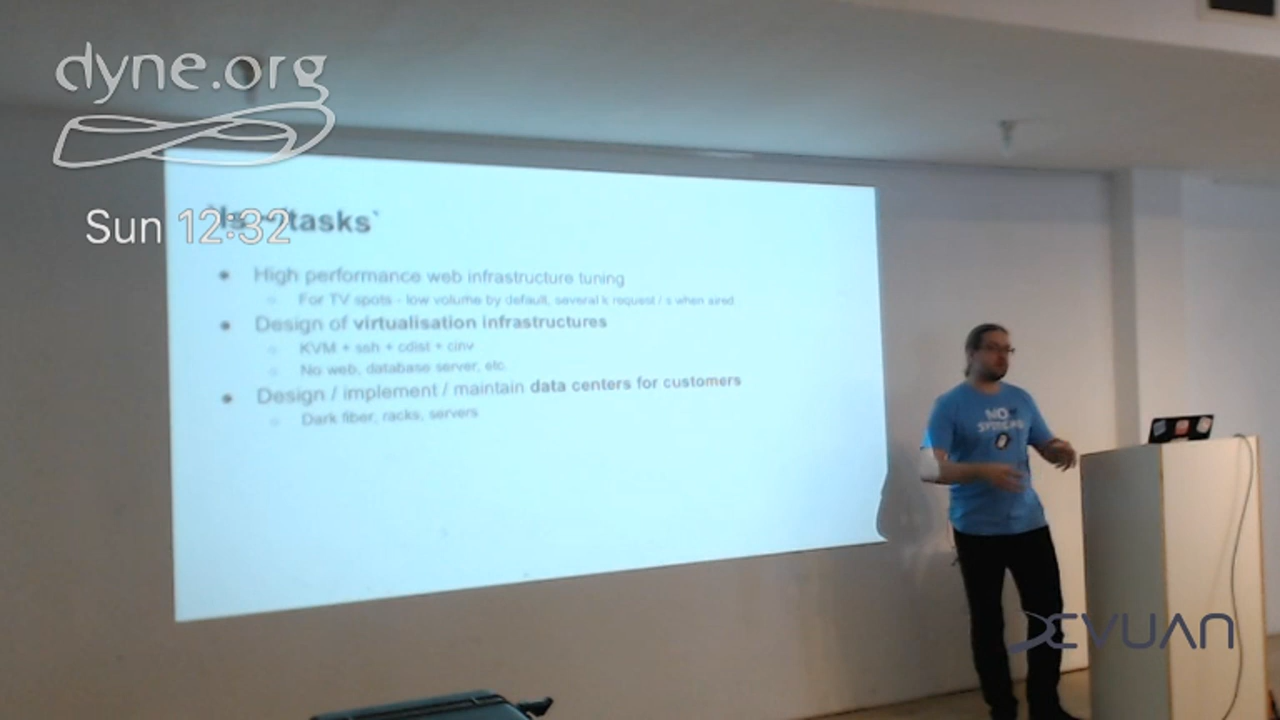 dyne.org
Sun 12:32
tasks`
High performance web infrastructure tuning
For TV spots - low volume by default, several k request / s when aired
Design of virtualisation infrastructures
KVM + ssh + cdist + cinv
No web, database server, etc.
Design / implement / maintain data centers for customers
Dark fiber, racks, servers
NO
DEVUAN